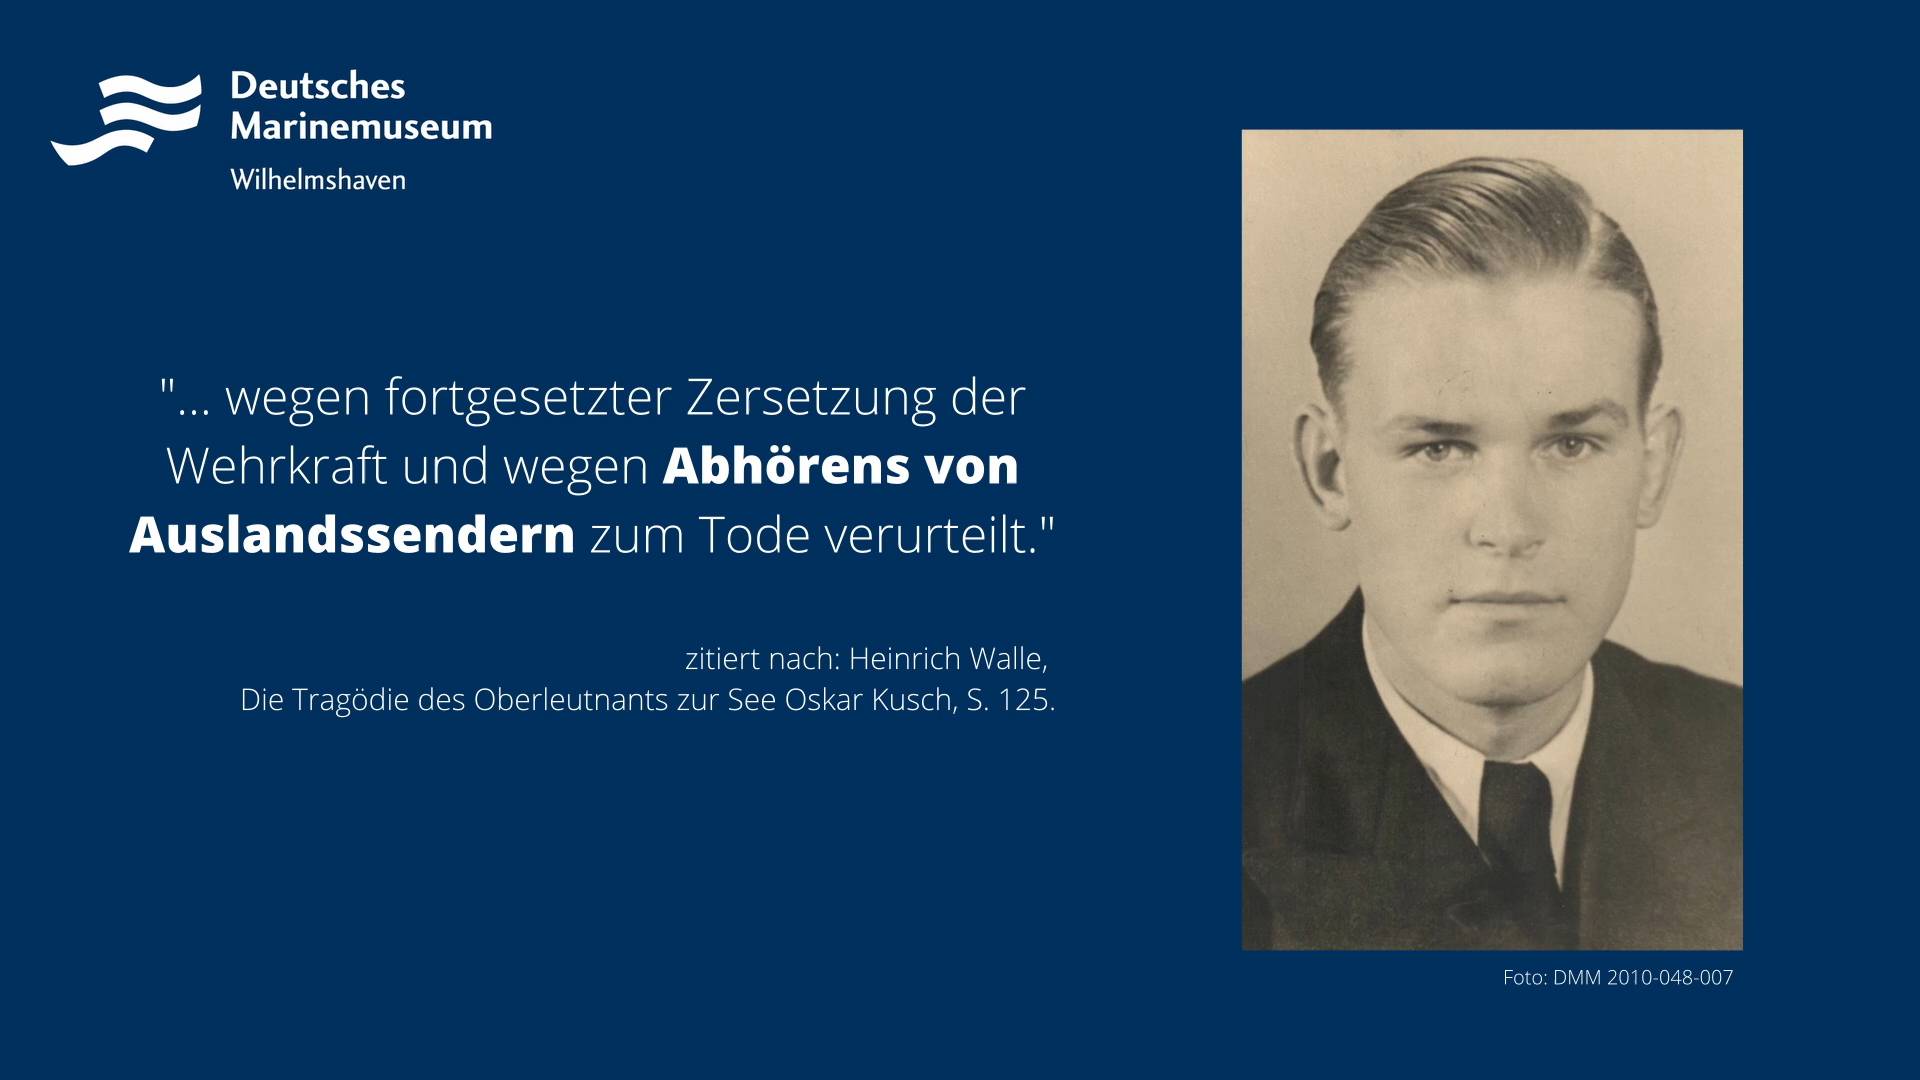 Deutsches
Marinemuseum
Wilhelmshaven
"... wegen fortgesetzter Zersetzung der
Wehrkraft und wegen Abhörens von
Auslandssendern zum Tode verurteilt."
zitiert nach: Heinrich Walle,
Die Tragödie des Oberleutnants zur See Oskar Kusch, S. 125.
Foto: DMM 2010-048-007